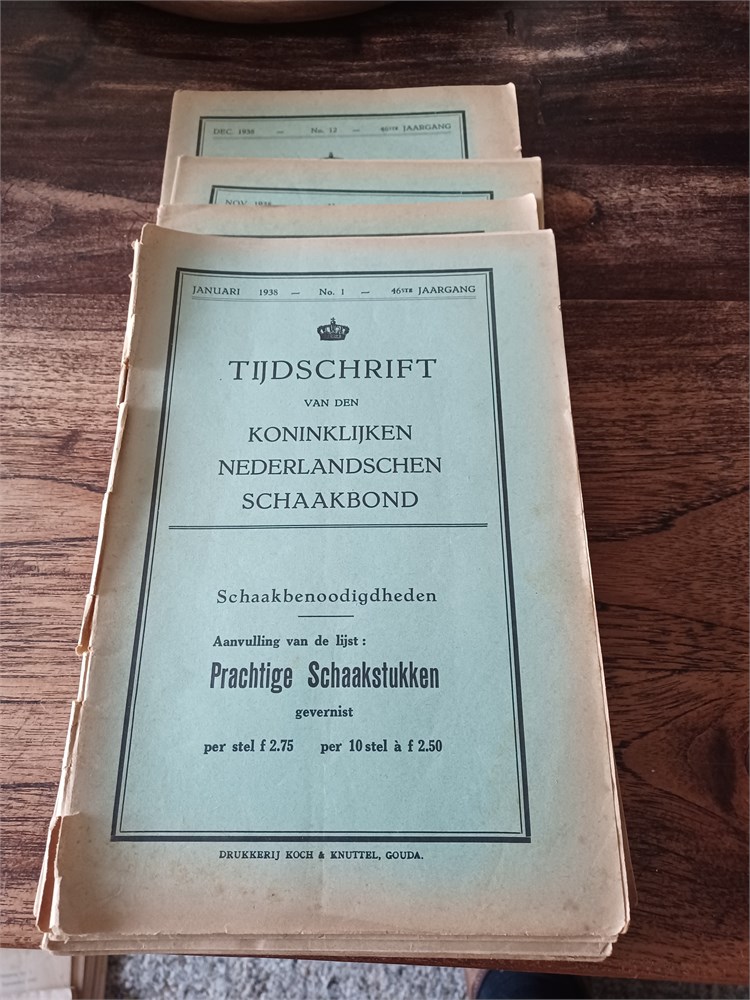 DEC. 1938 — No. 12 — 46STE JAARGANG
NOV. 1938
JANUARI 1938 — No. 1 — 46STE JAARGANG
TIJDSCHRIFT
VAN DEN
KONINKLIJKEN
NEDERLANDSCHEN
SCHAAKBOND
Schaakbenoodigdheden
Aanvulling van de lijst :
Prachtige Schaakstukken
gevernist
per stel f 2.75 per 10 stel à f 2.50
DRUKKERIJ KOCH & KNUTTEL, GOUDA.